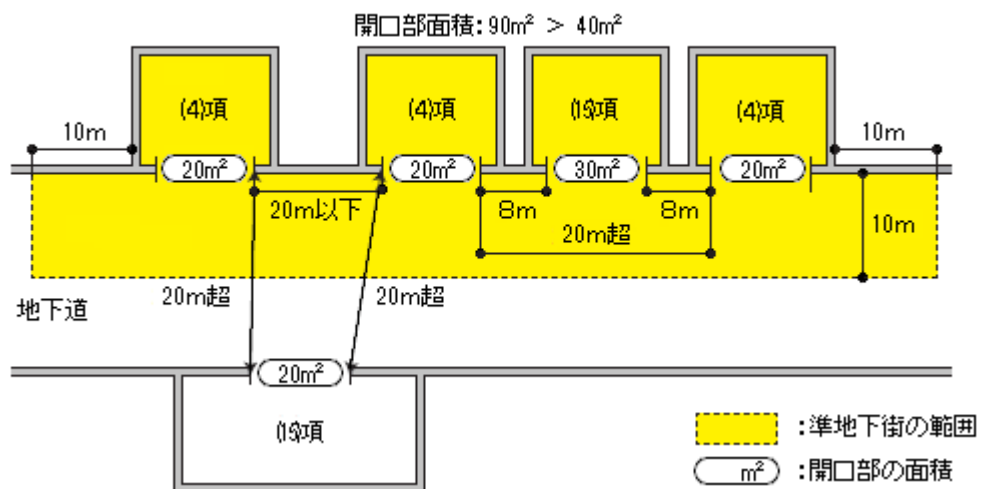 開口部面積：90m² ＞ 40m²
(4)項
(4)項
(15)項
(4)項
10m
10m
20m²
20m²
30m²
20m²
20m以下
8m
8m
20m超
10m
地下道
20m超
20m超
20m²
(15)項
：準地下街の範囲
m² ：開口部の面積